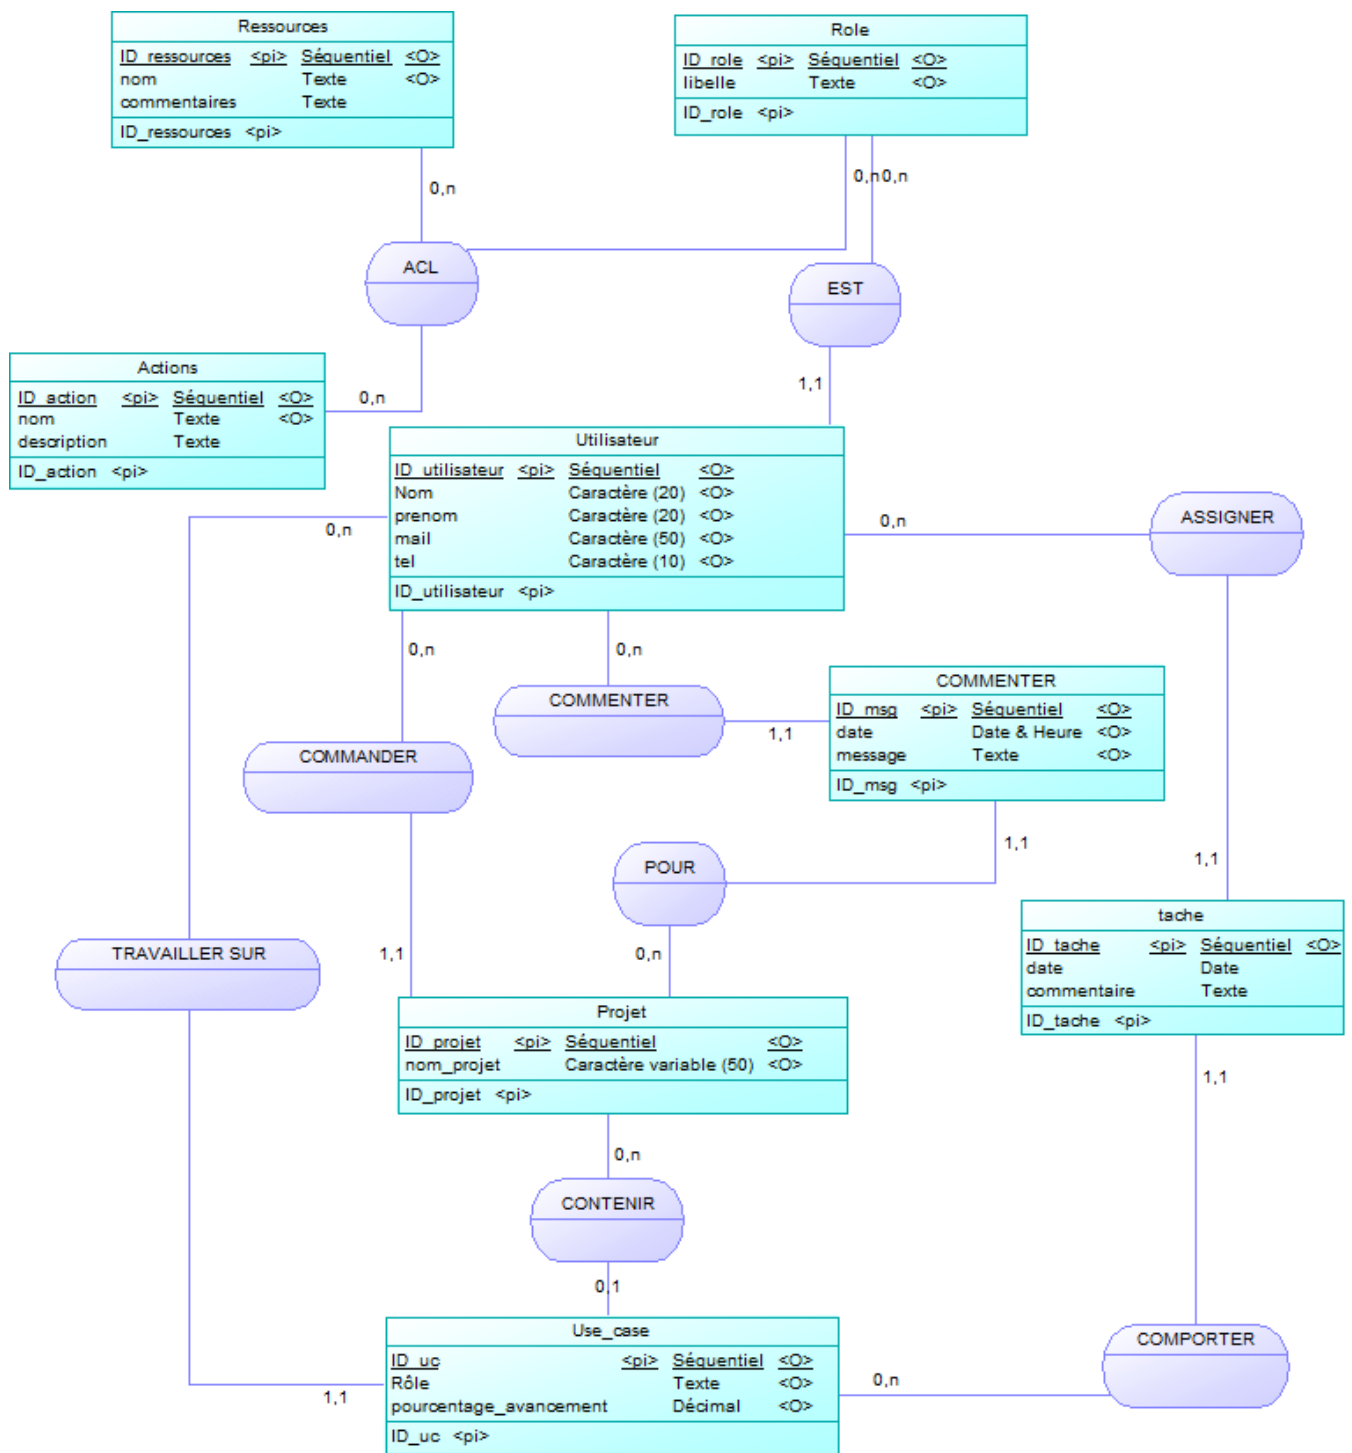 Ressources
ID_ressources <pi> Séquentiel <O>
nom Texte <O>
commentaires Texte
ID_ressources <pi>
Role
ID_role <pi> Séquentiel <O>
libelle Texte <O>
ID_role <pi>
0,n
0,n
0,n
ACL
EST
1,1
Actions
ID_action <pi> Séquentiel <O>
nom Texte <O>
description Texte
ID_action <pi>
0,n
Utilisateur
ID_utilisateur <pi> Séquentiel <O>
Nom Caractère (20) <O>
prenom Caractère (20) <O>
mail Caractère (50) <O>
tel Caractère (10) <O>
ID_utilisateur <pi>
0,n
0,n
ASSIGNER
0,n
0,n
COMMENTER
1,1
COMMENTER
ID_msg <pi> Séquentiel <O>
date Date & Heure <O>
message Texte <O>
ID_msg <pi>
COMMANDER
1,1
POUR
1,1
tache
ID_tache <pi> Séquentiel <O>
date Date
commentaire Texte
ID_tache <pi>
TRAVAILLER SUR
1,1
0,n
Projet
ID_projet <pi> Séquentiel <O>
nom_projet Caractère variable (50) <O>
ID_projet <pi>
1,1
0,n
CONTENIR
0,1
Use_case
ID_uc <pi> Séquentiel <O>
Rôle Texte <O>
pourcentage_avancement Décimal <O>
ID_uc <pi>
1,1
0,n
COMPORTER